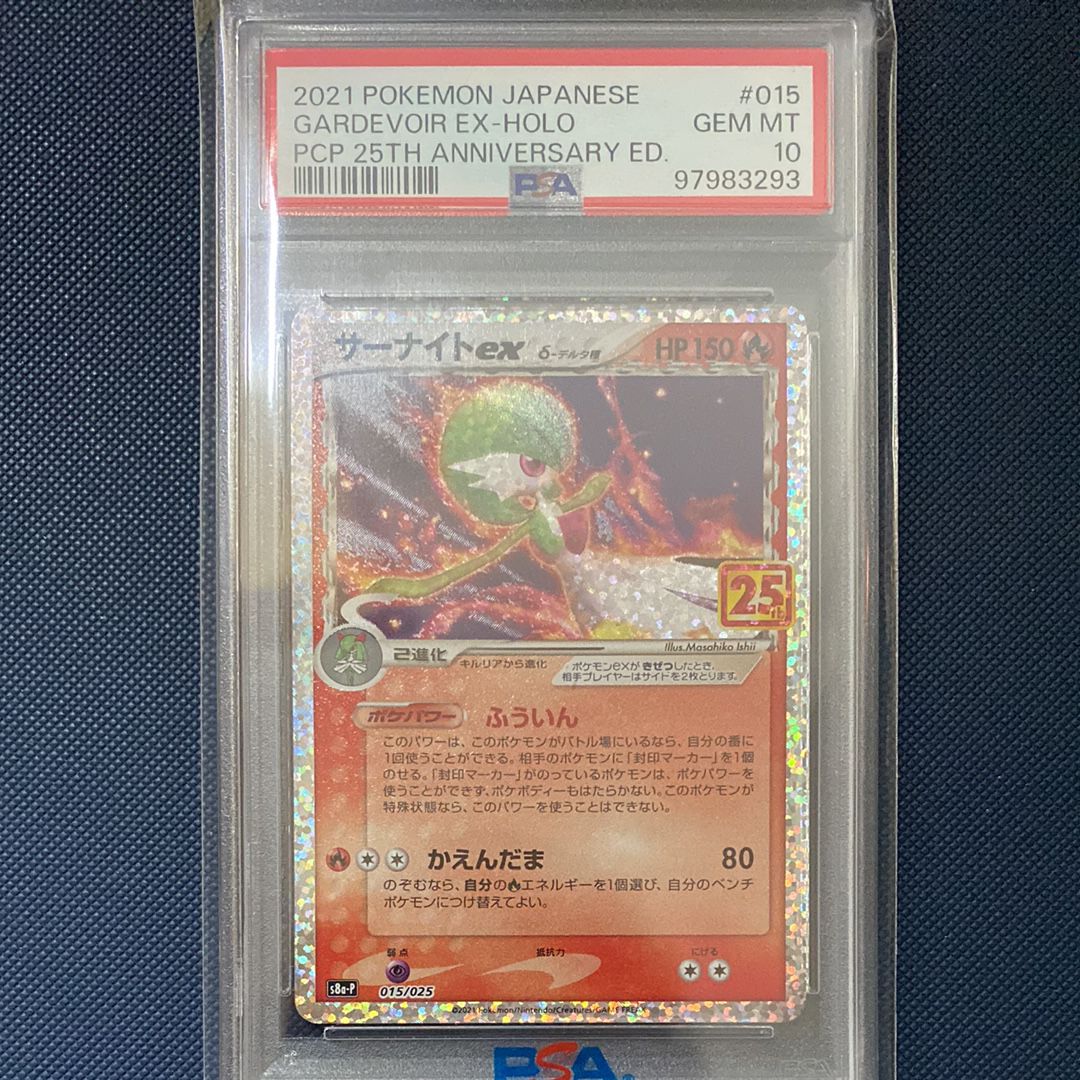 2021 POKEMON JAPANESE #015
GARDEVOIR EX-HOLO GEM MT
PCP 25TH ANNIVERSARY ED. 10
PSA 97983293
サーナイトex δ-デルタ種 HP150
25th
2進化 キルリアから進化
Illus.Masahiko Ishii
ポケモンexが きぜつしたとき、
相手プレイヤーはサイドを2枚とります。
ポケパワー ふういん
このパワーは、このポケモンがバトル場にいるなら、自分の番に
1回使うことができる。相手のポケモンに「封印マーカー」を1個
のせる。「封印マーカー」がのっているポケモンは、ポケパワーを
使うことができず、ポケボディーもはたらかない。このポケモンが
特殊状態なら、このパワーを使うことはできない。
かえんだま 80
のぞむなら、自分のエネルギーを1個選び、自分のベンチ
ポケモンにつけ替えてよい。
弱点 抵抗力 にげる
s8a-P 015/025
©2021 Pokémon/Nintendo/Creatures/GAME FREAK
PSA